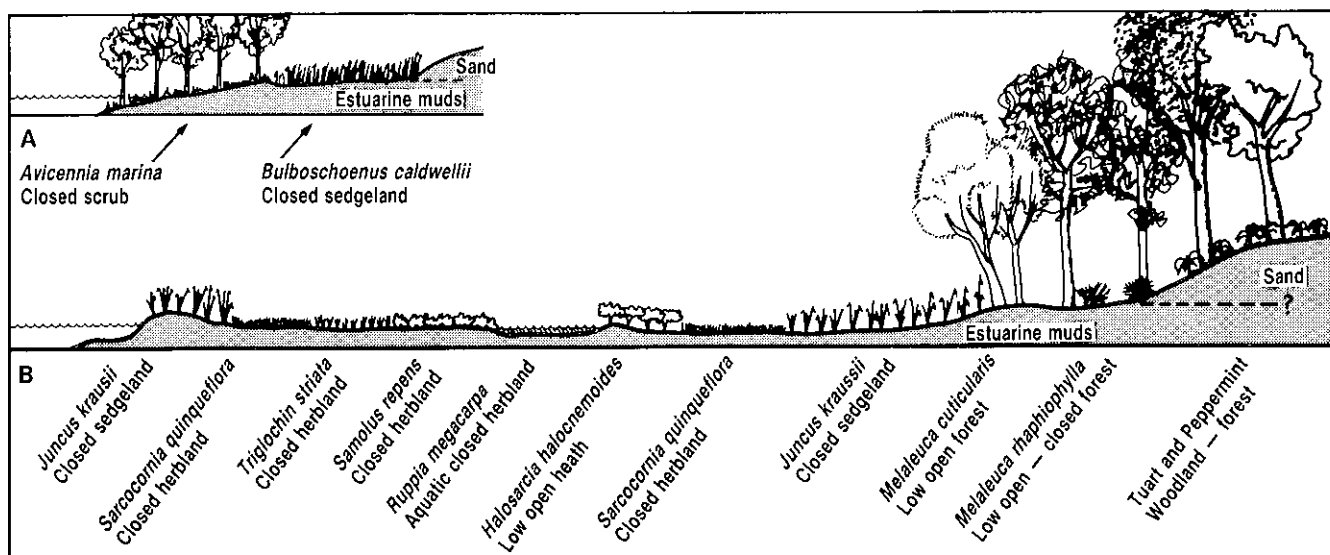 Sand
Estuarine muds
A
Avicennia marina
Closed scrub
Bulboschoenus caldwellii
Closed sedgeland
Sand
?
Estuarine muds
B
Juncus krausii
Closed sedgeland
Sarcocornia quinqueflora
Closed herbland
Triglochin striata
Closed herbland
Samolus repens
Closed herbland
Ruppia megacarpa
Aquatic closed herbland
Halosarcia halocnemoides
Low open heath
Sarcocornia quinqueflora
Closed herbland
Juncus kraussii
Closed sedgeland
Melaleuca cuticularis
Low open forest
Melaleuca rhaphiophylla
Low open — closed forest
Tuart and Peppermint
Woodland — forest